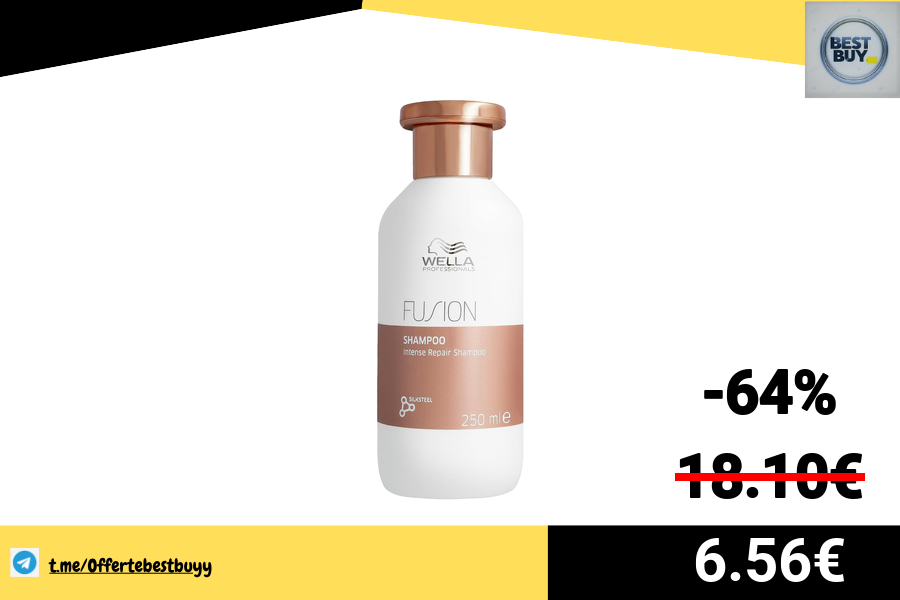 BEST
BUY
WELLA
PROFESSIONALS
FUSION
SHAMPOO
Intense Repair Shampoo
SILKSTEEL
250 ml e
-64%
18.10€
6.56€
t.me/Offertebestbuyy